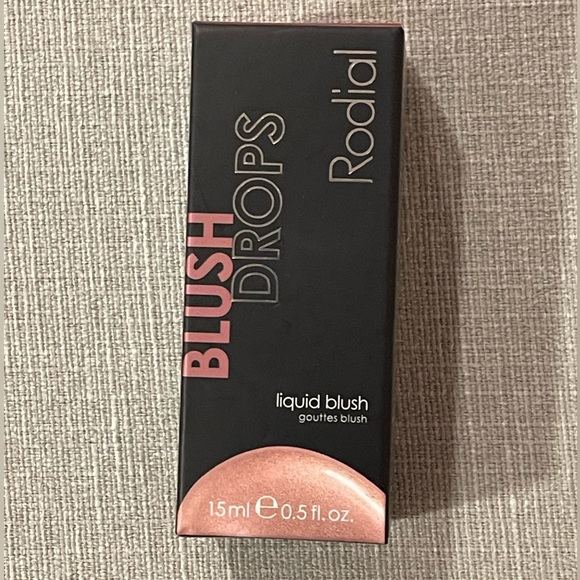 Rodial
BLUSH
DROPS
liquid blush
gouttes blush
15ml ℮ 0.5 fl. oz.